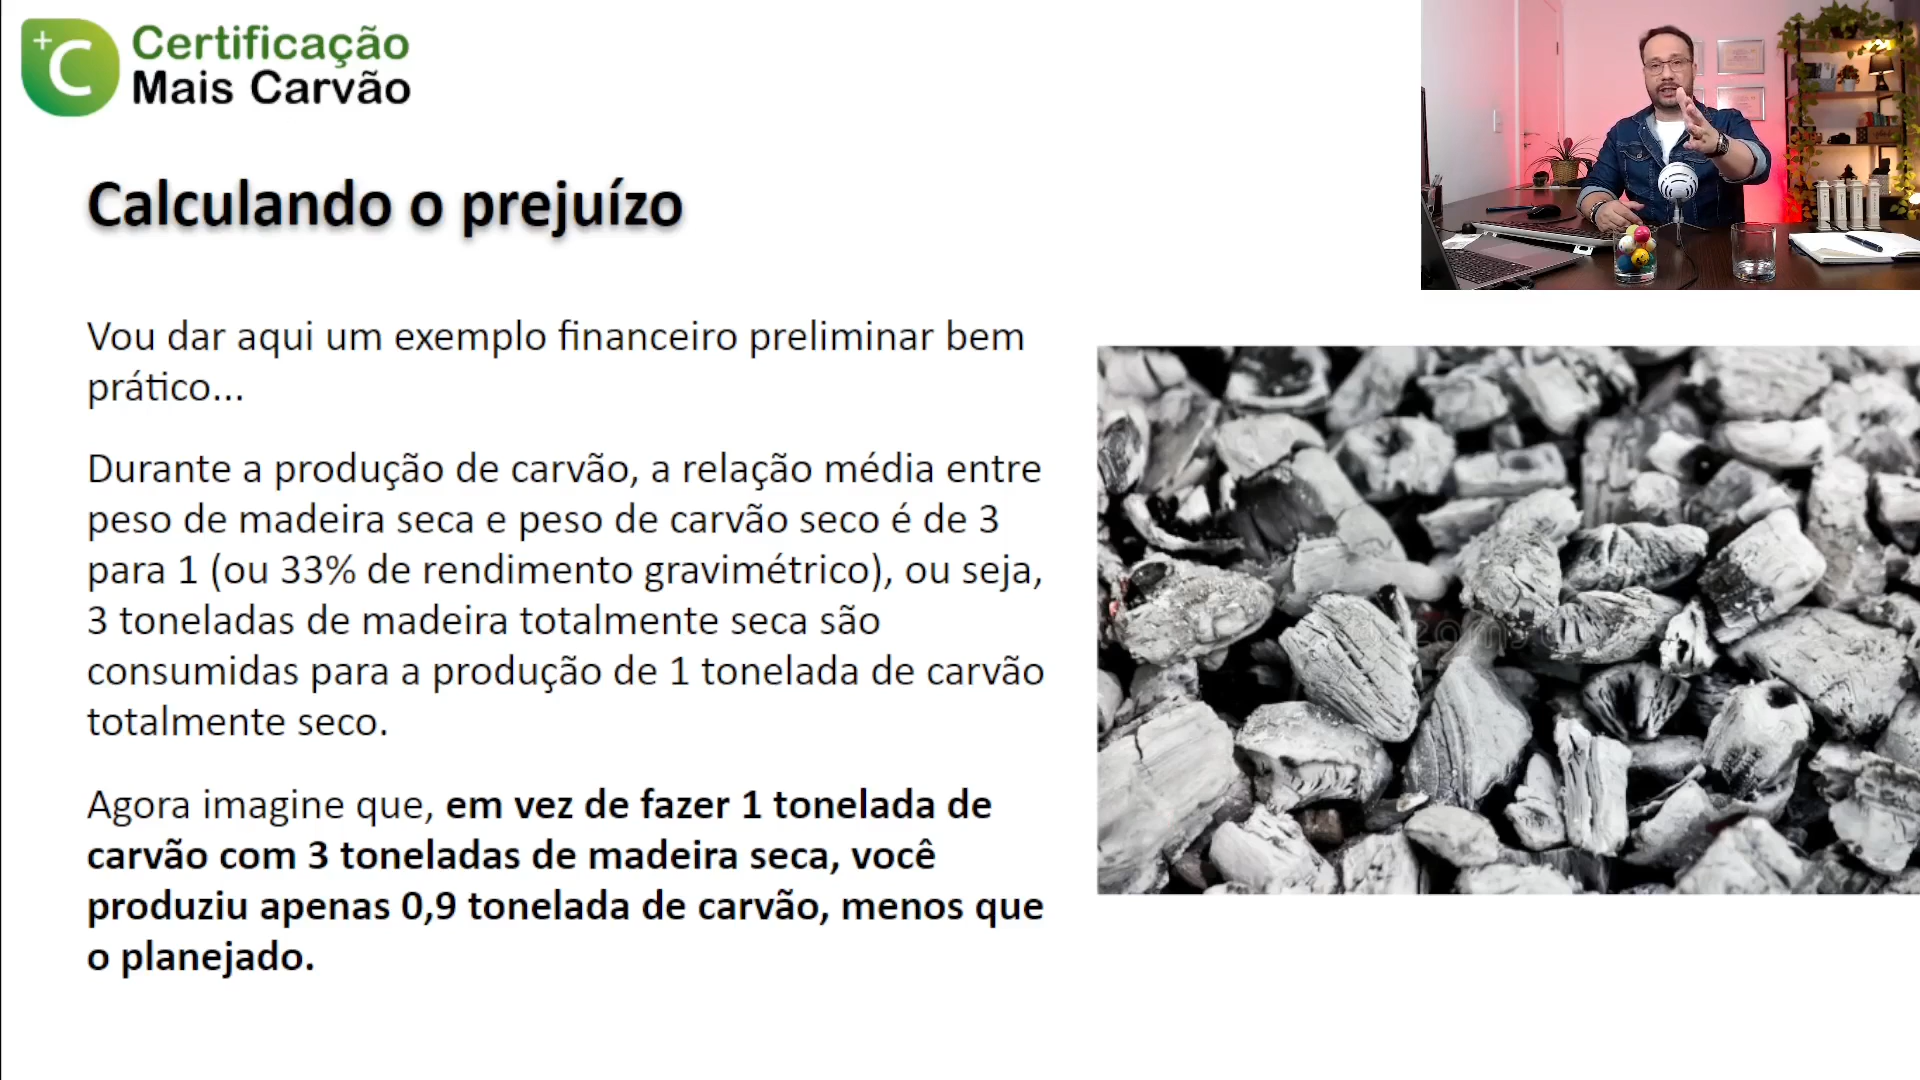 +C
Certificação
Mais Carvão
Calculando o prejuízo
Vou dar aqui um exemplo financeiro preliminar bem
prático...
Durante a produção de carvão, a relação média entre
peso de madeira seca e peso de carvão seco é de 3
para 1 (ou 33% de rendimento gravimétrico), ou seja,
3 toneladas de madeira totalmente seca são
consumidas para a produção de 1 tonelada de carvão
totalmente seco.
Agora imagine que, em vez de fazer 1 tonelada de
carvão com 3 toneladas de madeira seca, você
produziu apenas 0,9 tonelada de carvão, menos que
o planejado.